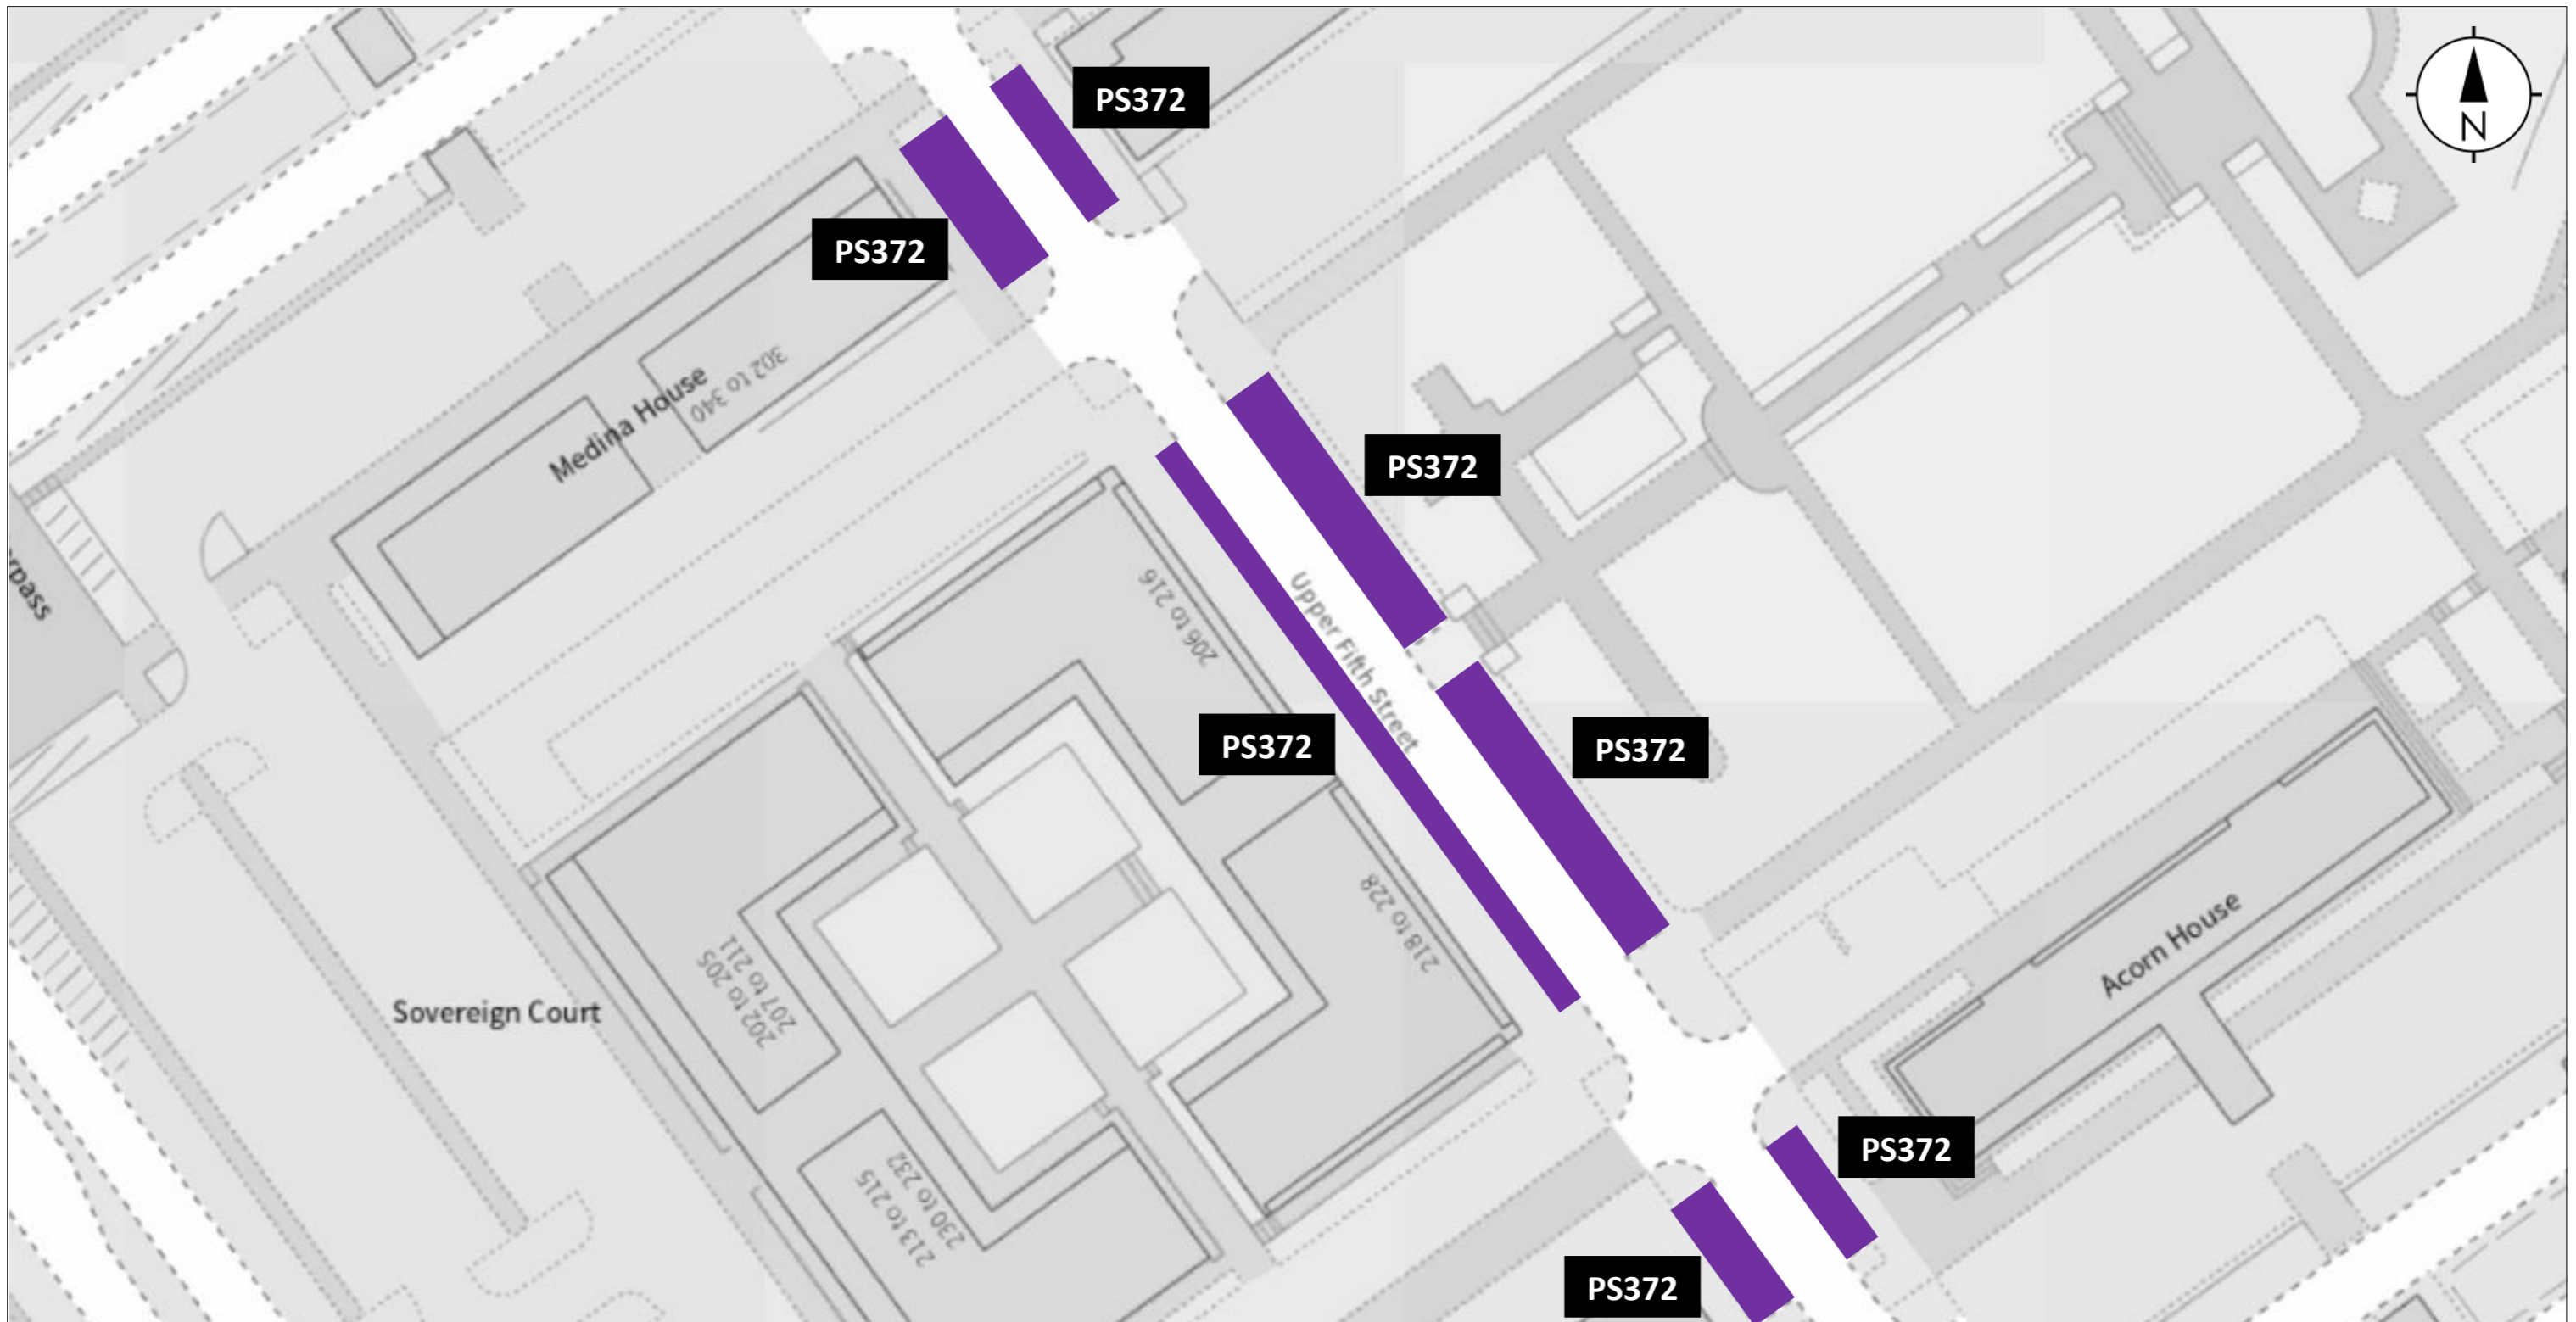 PS372
N
PS372
302 to 340
Medina House
PS372
206 to 216
Upper Fifth Street
PS372
PS372
218 to 228
Acorn House
202 to 205
207 to 211
Sovereign Court
PS372
213 to 215
230 to 232
PS372